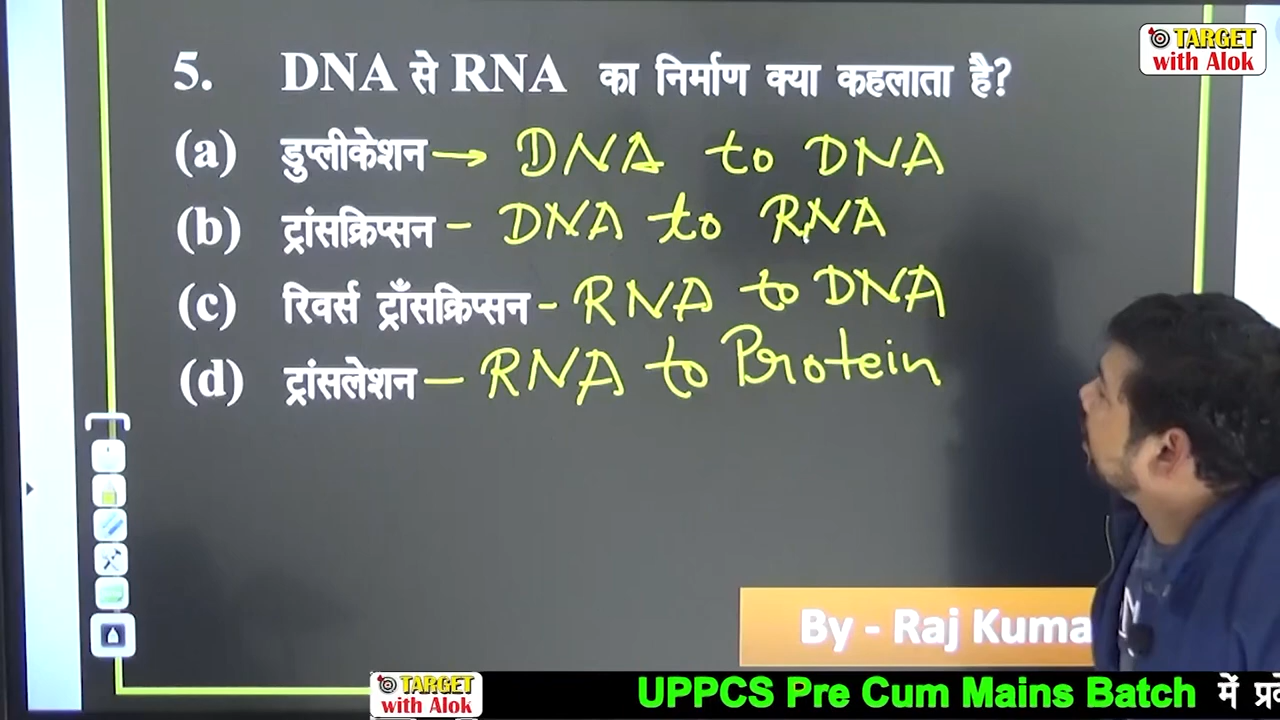 TARGET
with Alok
5. DNA से RNA का निर्माण क्या कहलाता है?
(a) डुप्लीकेशन → DNA to DNA
(b) ट्रांसक्रिप्सन - DNA to RNA
(c) रिवर्स ट्राँसक्रिप्सन - RNA to DNA
(d) ट्रांसलेशन - RNA to Protein
By - Raj Kuma
TARGET
with Alok
UPPCS Pre Cum Mains Batch में